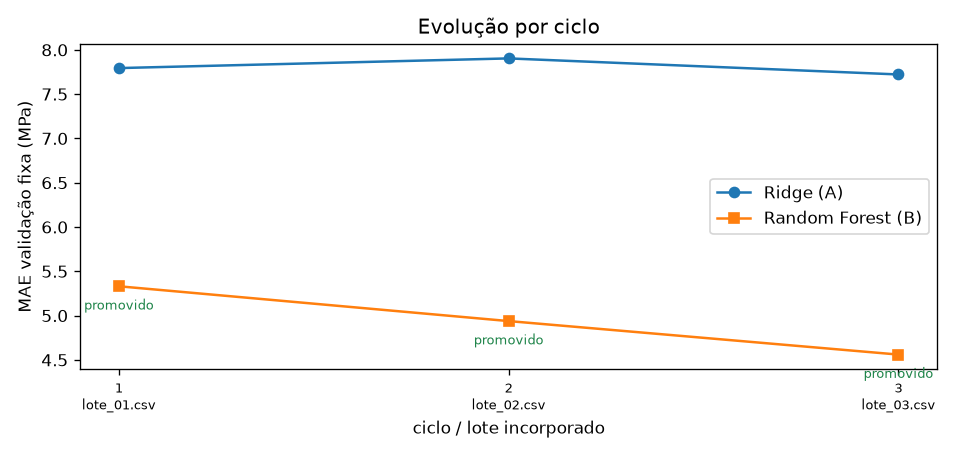 Evolução por ciclo
MAE validação fixa (MPa)
8.0
7.5
7.0
6.5
6.0
5.5
5.0
4.5
Ridge (A)
Random Forest (B)
promovido
promovido
promovido
1
lote_01.csv
2
lote_02.csv
3
lote_03.csv
ciclo / lote incorporado